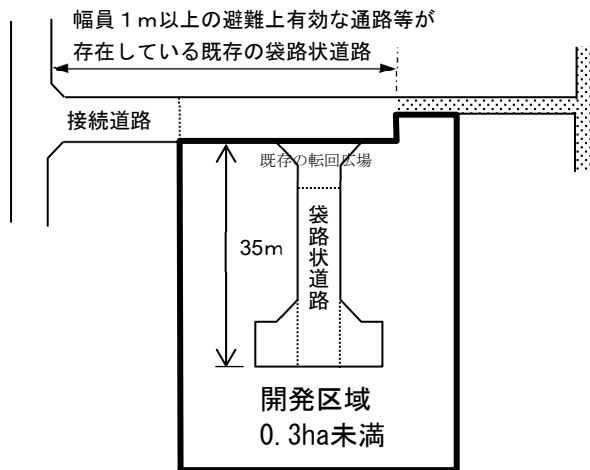 幅員1m以上の避難上有効な通路等が
存在している既存の袋路状道路
接続道路
既存の転回広場
35m
袋路状道路
開発区域
0.3ha未満